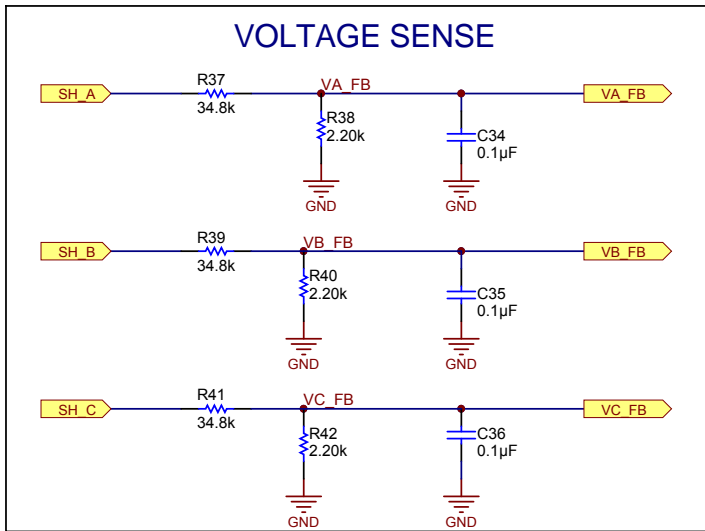 VOLTAGE SENSE
SH_A
R37
34.8k
VA_FB
R38
2.20k
GND
C34
0.1µF
GND
VA_FB
SH_B
R39
34.8k
VB_FB
R40
2.20k
GND
C35
0.1µF
GND
VB_FB
SH_C
R41
34.8k
VC_FB
R42
2.20k
GND
C36
0.1µF
GND
VC_FB